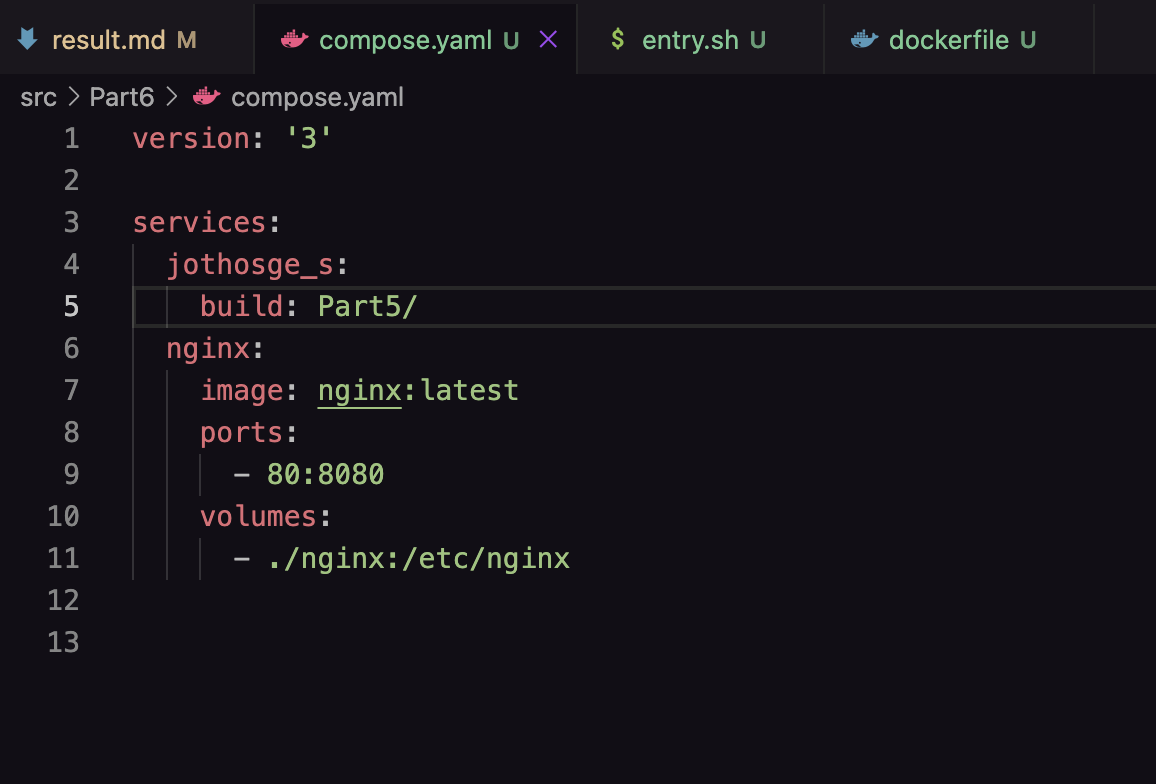 result.md M compose.yaml U entry.sh U dockerfile U
src > Part6 > compose.yaml
1 version: '3'
2
3 services:
4 jothosge_s:
5 build: Part5/
6 nginx:
7 image: nginx:latest
8 ports:
9 - 80:8080
10 volumes:
11 - ./nginx:/etc/nginx
12
13